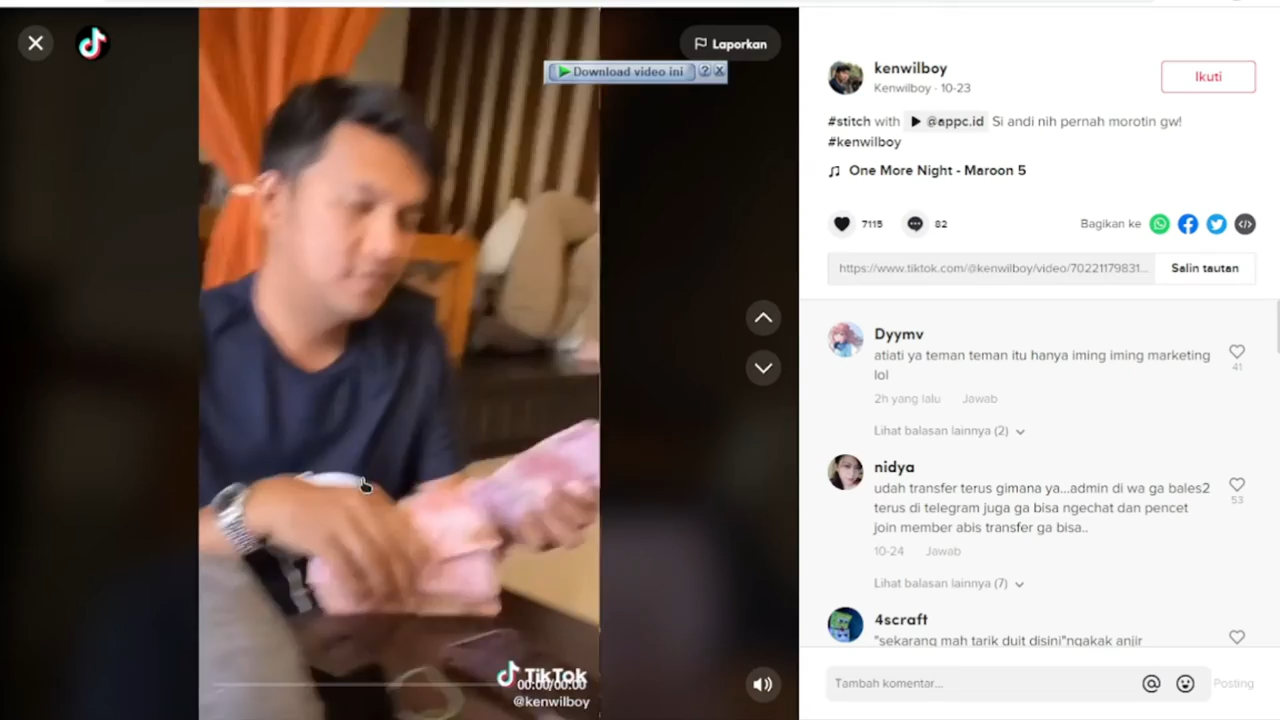 Laporkan
Download video ini
TikTok
00:00/00:00
@kenwilboy
kenwilboy
Kenwilboy · 10-23
Ikuti
#stitch with @appc.id Si andi nih pernah morotin gw!
#kenwilboy
One More Night - Maroon 5
7115
82
Bagikan ke
https://www.tiktok.com/@kenwilboy/video/70221179831...
Salin tautan
Dyymv
atiati ya teman teman itu hanya iming iming marketing
lol
41
2h yang lalu Jawab
Lihat balasan lainnya (2)
nidya
udah transfer terus gimana ya...admin di wa ga bales2
terus di telegram juga ga bisa ngechat dan pencet
join member abis transfer ga bisa..
53
10-24 Jawab
Lihat balasan lainnya (7)
4scraft
"sekarang mah tarik duit disini"ngakak anjir
Tambah komentar...
Posting